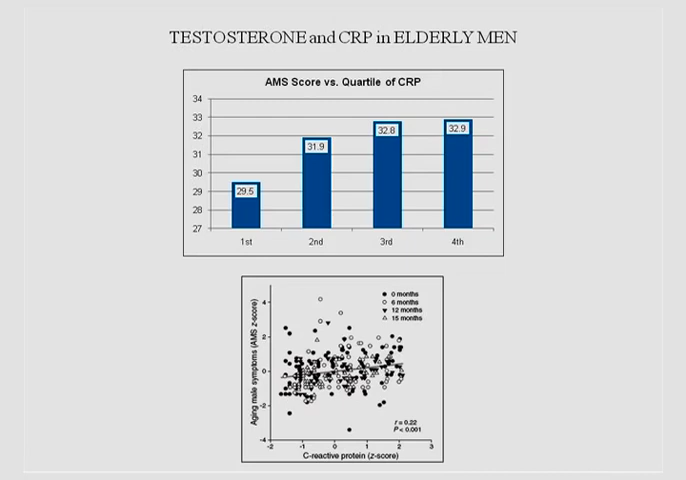 TESTOSTERONE and CRP in ELDERLY MEN
AMS Score vs. Quartile of CRP
34
33
32
31
30
29
28
27
29.5
31.9
32.8
32.9
1st 2nd 3rd 4th
Aging male symptoms (AMS z-score)
4
2
0
-2
-4
0 months
6 months
12 months
15 months
r = 0.22
P < 0.001
-2 -1 0 1 2 3
C-reactive protein (z-score)